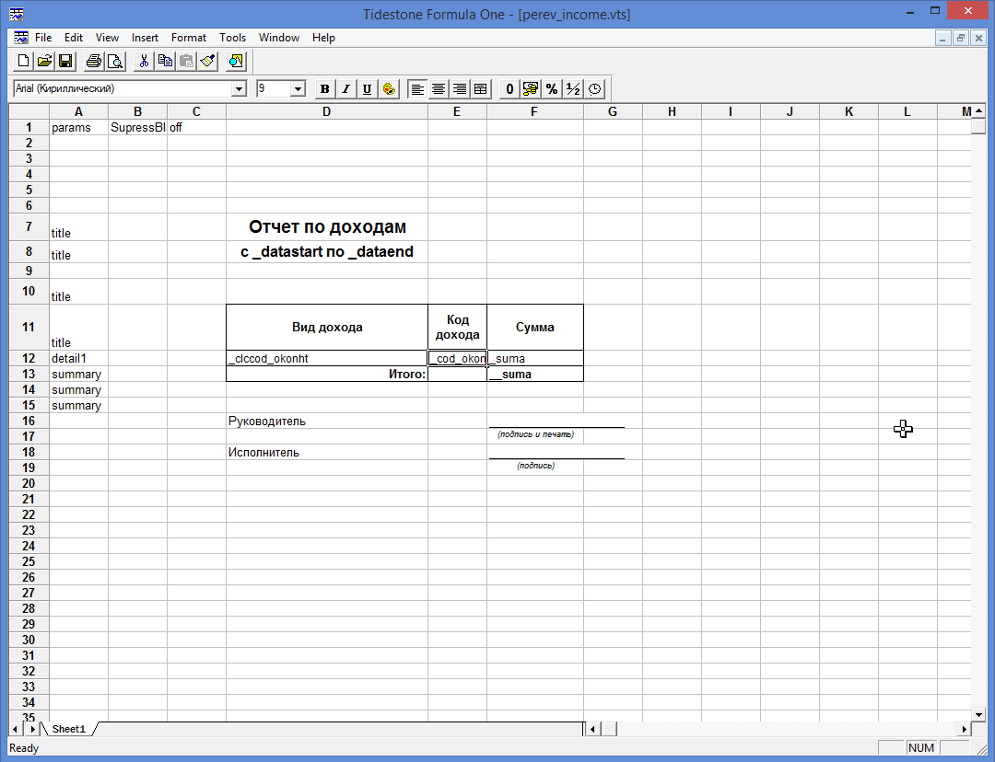 Tidestone Formula One - [perev_income.vts]
File Edit View Insert Format Tools Window Help
Arial (Кириллический) 9 B I U 0 % ½
A B C D E F G H I J K L M
1 params SupressBl off
2
3
4
5
6
7 title Отчет по доходам
8 title с _datastart по _dataend
9
10 title
11 title Вид дохода Код дохода Сумма
12 detail1 _clccod_okonht _cod_okon _suma
13 summary Итого: __suma
14 summary
15 summary
16 Руководитель
17 (подпись и печать)
18 Исполнитель
19 (подпись)
20
21
22
23
24
25
26
27
28
29
30
31
32
33
34
35
Sheet1
Ready NUM